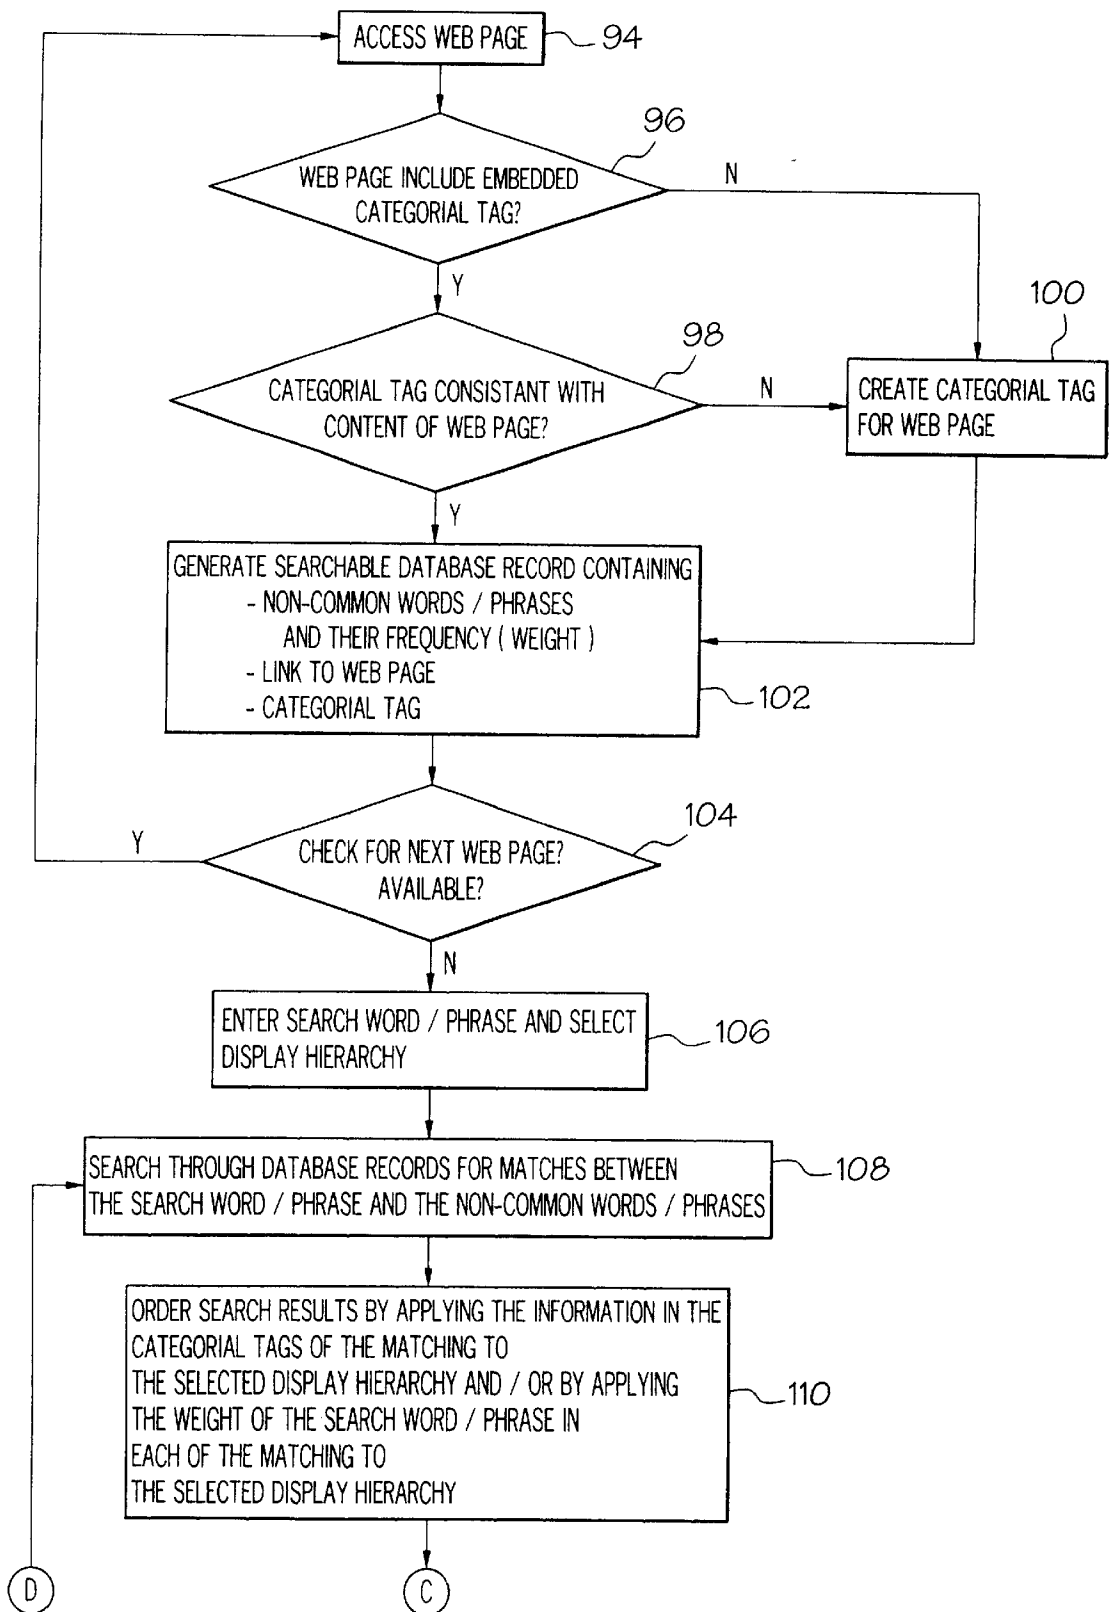 ACCESS WEB PAGE
94
96
WEB PAGE INCLUDE EMBEDDED
CATEGORIAL TAG?
N
Y
100
98
CATEGORIAL TAG CONSISTANT WITH
CONTENT OF WEB PAGE?
N
CREATE CATEGORIAL TAG
FOR WEB PAGE
Y
GENERATE SEARCHABLE DATABASE RECORD CONTAINING
- NON-COMMON WORDS / PHRASES
AND THEIR FREQUENCY ( WEIGHT )
- LINK TO WEB PAGE
- CATEGORIAL TAG
102
104
Y
CHECK FOR NEXT WEB PAGE?
AVAILABLE?
N
ENTER SEARCH WORD / PHRASE AND SELECT
DISPLAY HIERARCHY
106
SEARCH THROUGH DATABASE RECORDS FOR MATCHES BETWEEN
THE SEARCH WORD / PHRASE AND THE NON-COMMON WORDS / PHRASES
108
ORDER SEARCH RESULTS BY APPLYING THE INFORMATION IN THE
CATEGORIAL TAGS OF THE MATCHING TO
THE SELECTED DISPLAY HIERARCHY AND / OR BY APPLYING
THE WEIGHT OF THE SEARCH WORD / PHRASE IN
EACH OF THE MATCHING TO
THE SELECTED DISPLAY HIERARCHY
110
D
C